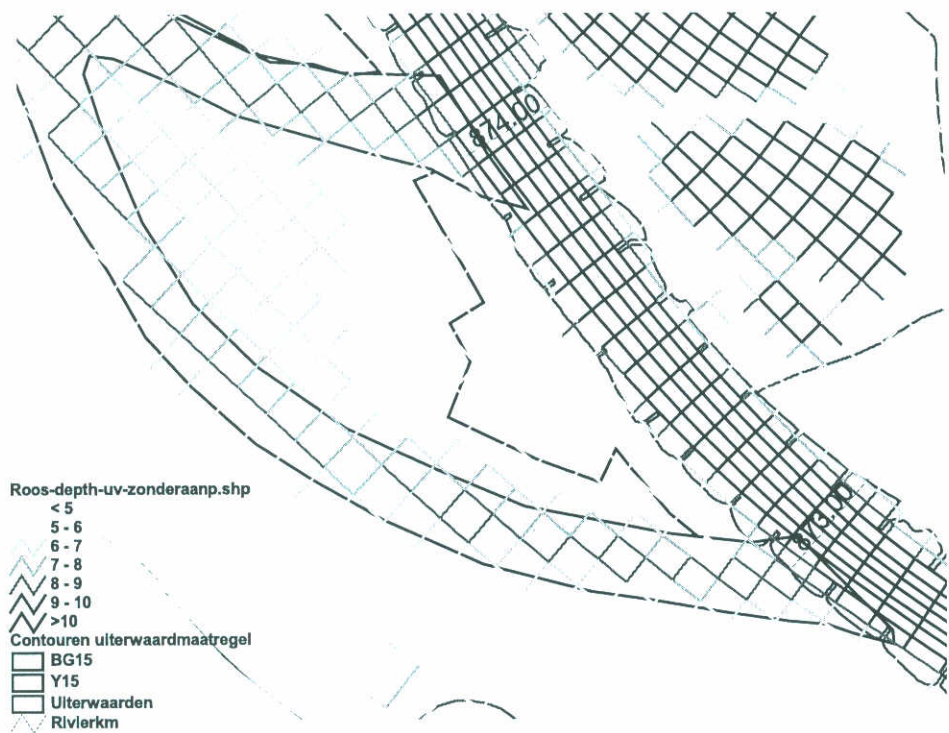 874.00
873.00
Roos-depth-uv-zonderaanp.shp
< 5
5 - 6
6 - 7
7 - 8
8 - 9
9 - 10
>10
Contouren uiterwaardmaatregel
BG15
Y15
Uiterwaarden
Rivierkm